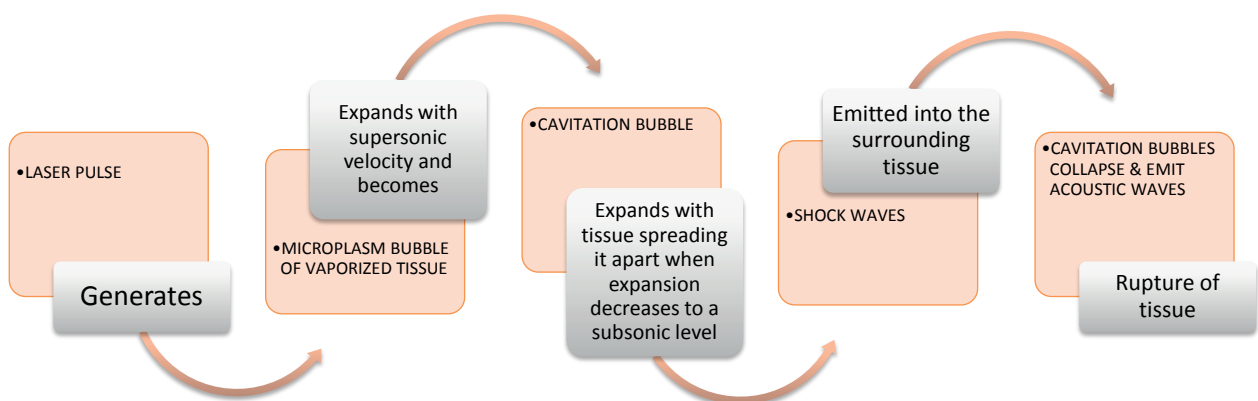 •LASER PULSE
Generates
Expands with
supersonic
velocity and
becomes
•MICROPLASM BUBBLE
OF VAPORIZED TISSUE
•CAVITATION BUBBLE
Expands with
tissue spreading
it apart when
expansion
decreases to a
subsonic level
Emitted into the
surrounding
tissue
•SHOCK WAVES
•CAVITATION BUBBLES
COLLAPSE & EMIT
ACOUSTIC WAVES
Rupture of
tissue